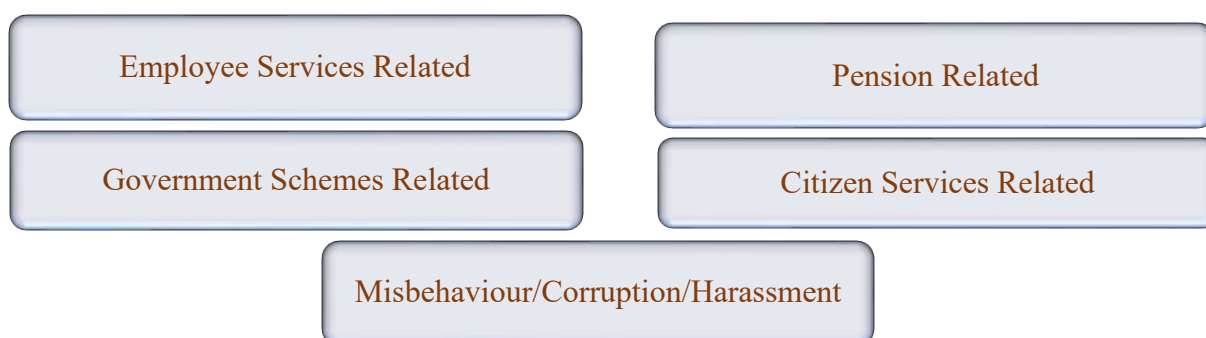 Employee Services Related
Pension Related
Government Schemes Related
Citizen Services Related
Misbehaviour/Corruption/Harassment